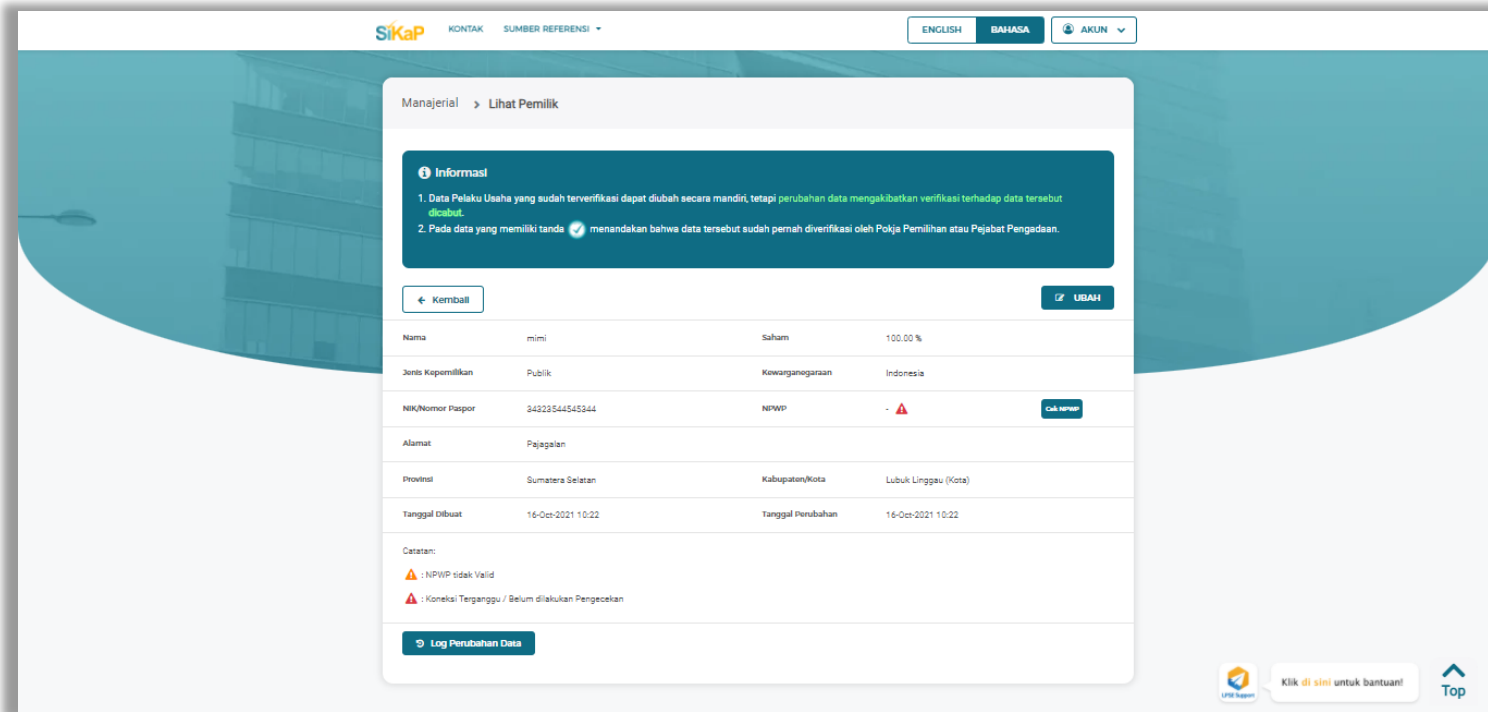 SiKaP KONTAK SUMBER REFERENSI ENGLISH BAHASA AKUN
Manajerial > Lihat Pemilik
Informasi
1. Data Pelaku Usaha yang sudah terverifikasi dapat diubah secara mandiri, tetapi perubahan data mengakibatkan verifikasi terhadap data tersebut
dicabut.
2. Pada data yang memiliki tanda menandakan bahwa data tersebut sudah pernah diverifikasi oleh Pokja Pemilihan atau Pejabat Pengadaan.
Kembali UBAH
Nama mimi Saham 100.00 %
Jenis Kepemilikan Publik Kewarganegaraan Indonesia
NIK/Nomor Paspor 34323544545344 NPWP - Cek NPWP
Alamat Pajagalan
Provinsi Sumatera Selatan Kabupaten/Kota Lubuk Linggau (Kota)
Tanggal Dibuat 16-Oct-2021 10:22 Tanggal Perubahan 16-Oct-2021 10:22
Catatan:
: NPWP tidak Valid
: Koneksi Terganggu / Belum dilakukan Pengecekan
Log Perubahan Data
LPSE Support Klik di sini untuk bantuan! Top